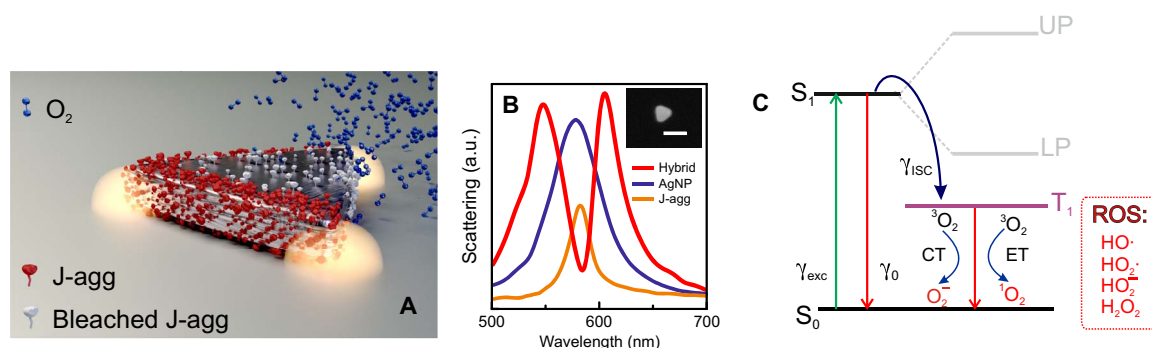 O₂
J-agg
Bleached J-agg
A
B
Hybrid
AgNP
J-agg
Scattering (a.u.)
500 600 700
Wavelength (nm)
C
UP
S₁
LP
γISC
T₁
³O₂ ³O₂
CT ET
γexc γ₀
O₂⁻ ¹O₂
S₀
ROS:
HO·
HO₂·
HO₂⁻
H₂O₂